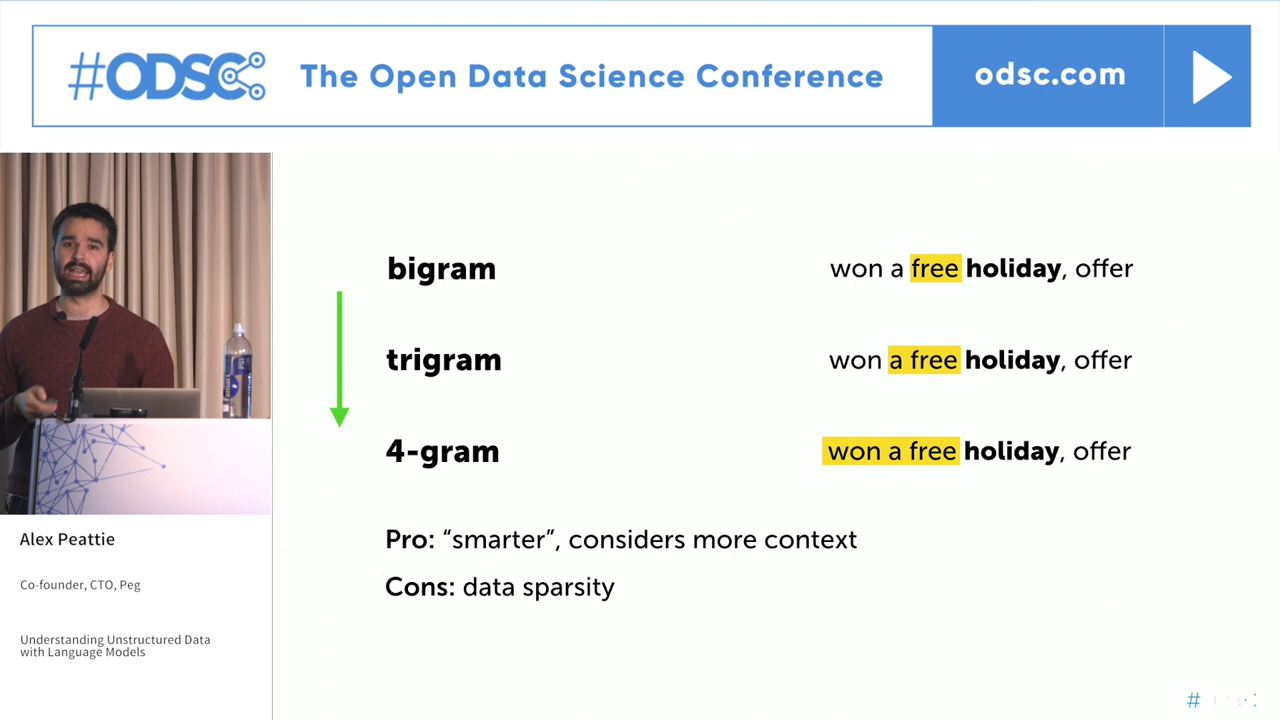 #ODSC
The Open Data Science Conference
odsc.com
bigram
won a free holiday, offer
trigram
won a free holiday, offer
4-gram
won a free holiday, offer
Pro: “smarter”, considers more context
Cons: data sparsity
Alex Peattie
Co-founder, CTO, Peg
Understanding Unstructured Data
with Language Models
#